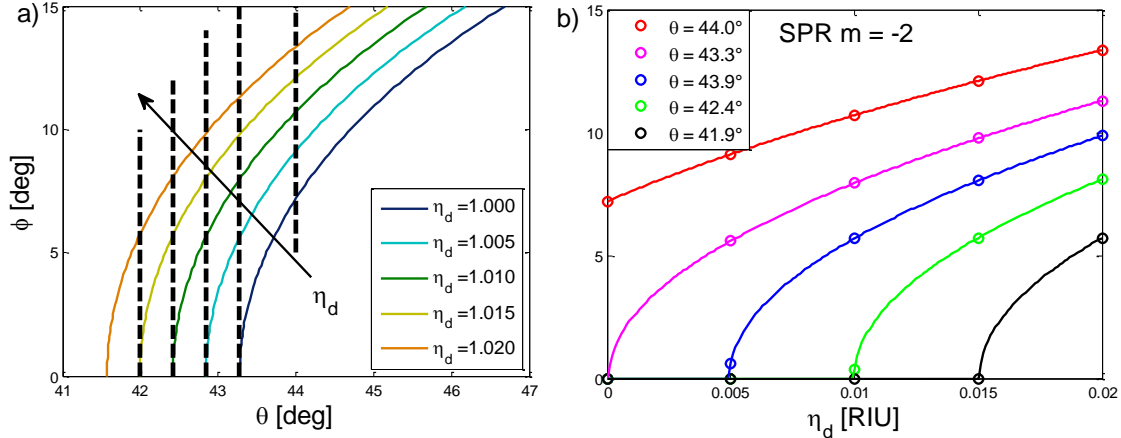 a)
ϕ [deg]
15
10
5
0
41
42
43
44
45
46
47
θ [deg]
η_d
η_d =1.000
η_d =1.005
η_d =1.010
η_d =1.015
η_d =1.020
b)
SPR m = -2
θ = 44.0°
θ = 43.3°
θ = 43.9°
θ = 42.4°
θ = 41.9°
15
10
5
0
0
0.005
0.01
0.015
0.02
η_d [RIU]